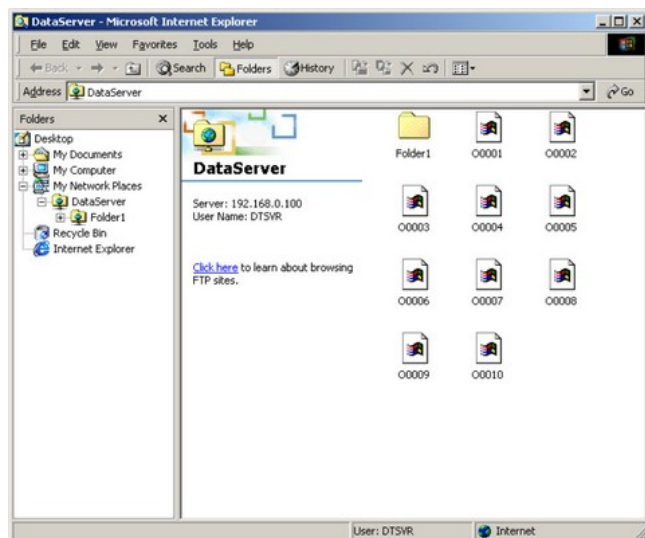 DataServer - Microsoft Internet Explorer
File Edit View Favorites Tools Help
Back Search Folders History
Address DataServer Go
Folders
Desktop
My Documents
My Computer
My Network Places
DataServer
Folder1
Recycle Bin
Internet Explorer
DataServer
Server: 192.168.0.100
User Name: DTSVR
Click here to learn about browsing
FTP sites.
Folder1 O0001 O0002
O0003 O0004 O0005
O0006 O0007 O0008
O0009 O0010
User: DTSVR Internet